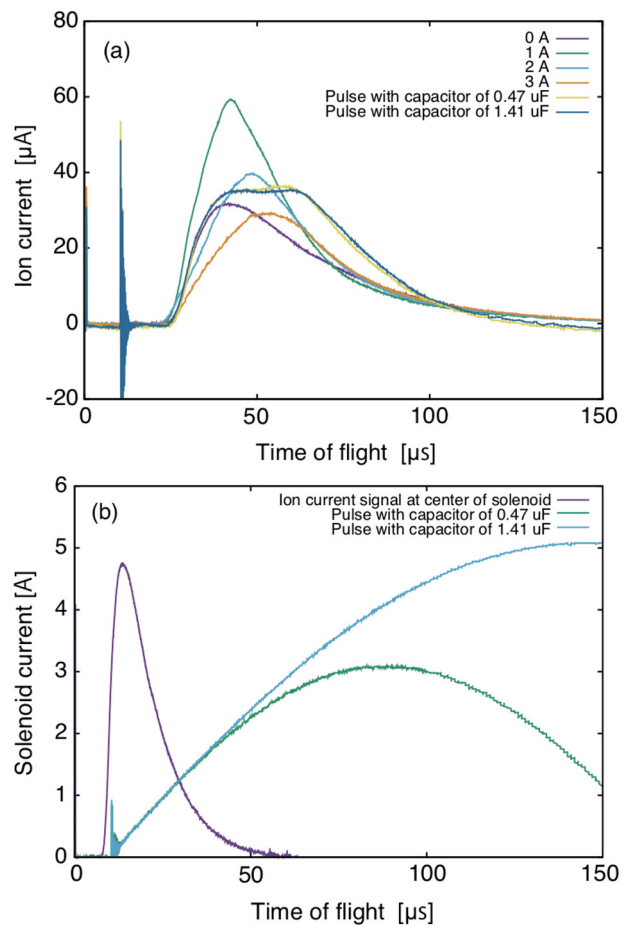 (a)
0 A
1 A
2 A
3 A
Pulse with capacitor of 0.47 uF
Pulse with capacitor of 1.41 uF
Ion current [µA]
80
60
40
20
0
-20
0 50 100 150
Time of flight [µs]
(b)
Ion current signal at center of solenoid
Pulse with capacitor of 0.47 uF
Pulse with capacitor of 1.41 uF
Solenoid current [A]
6
5
4
3
2
1
0
0 50 100 150
Time of flight [µs]